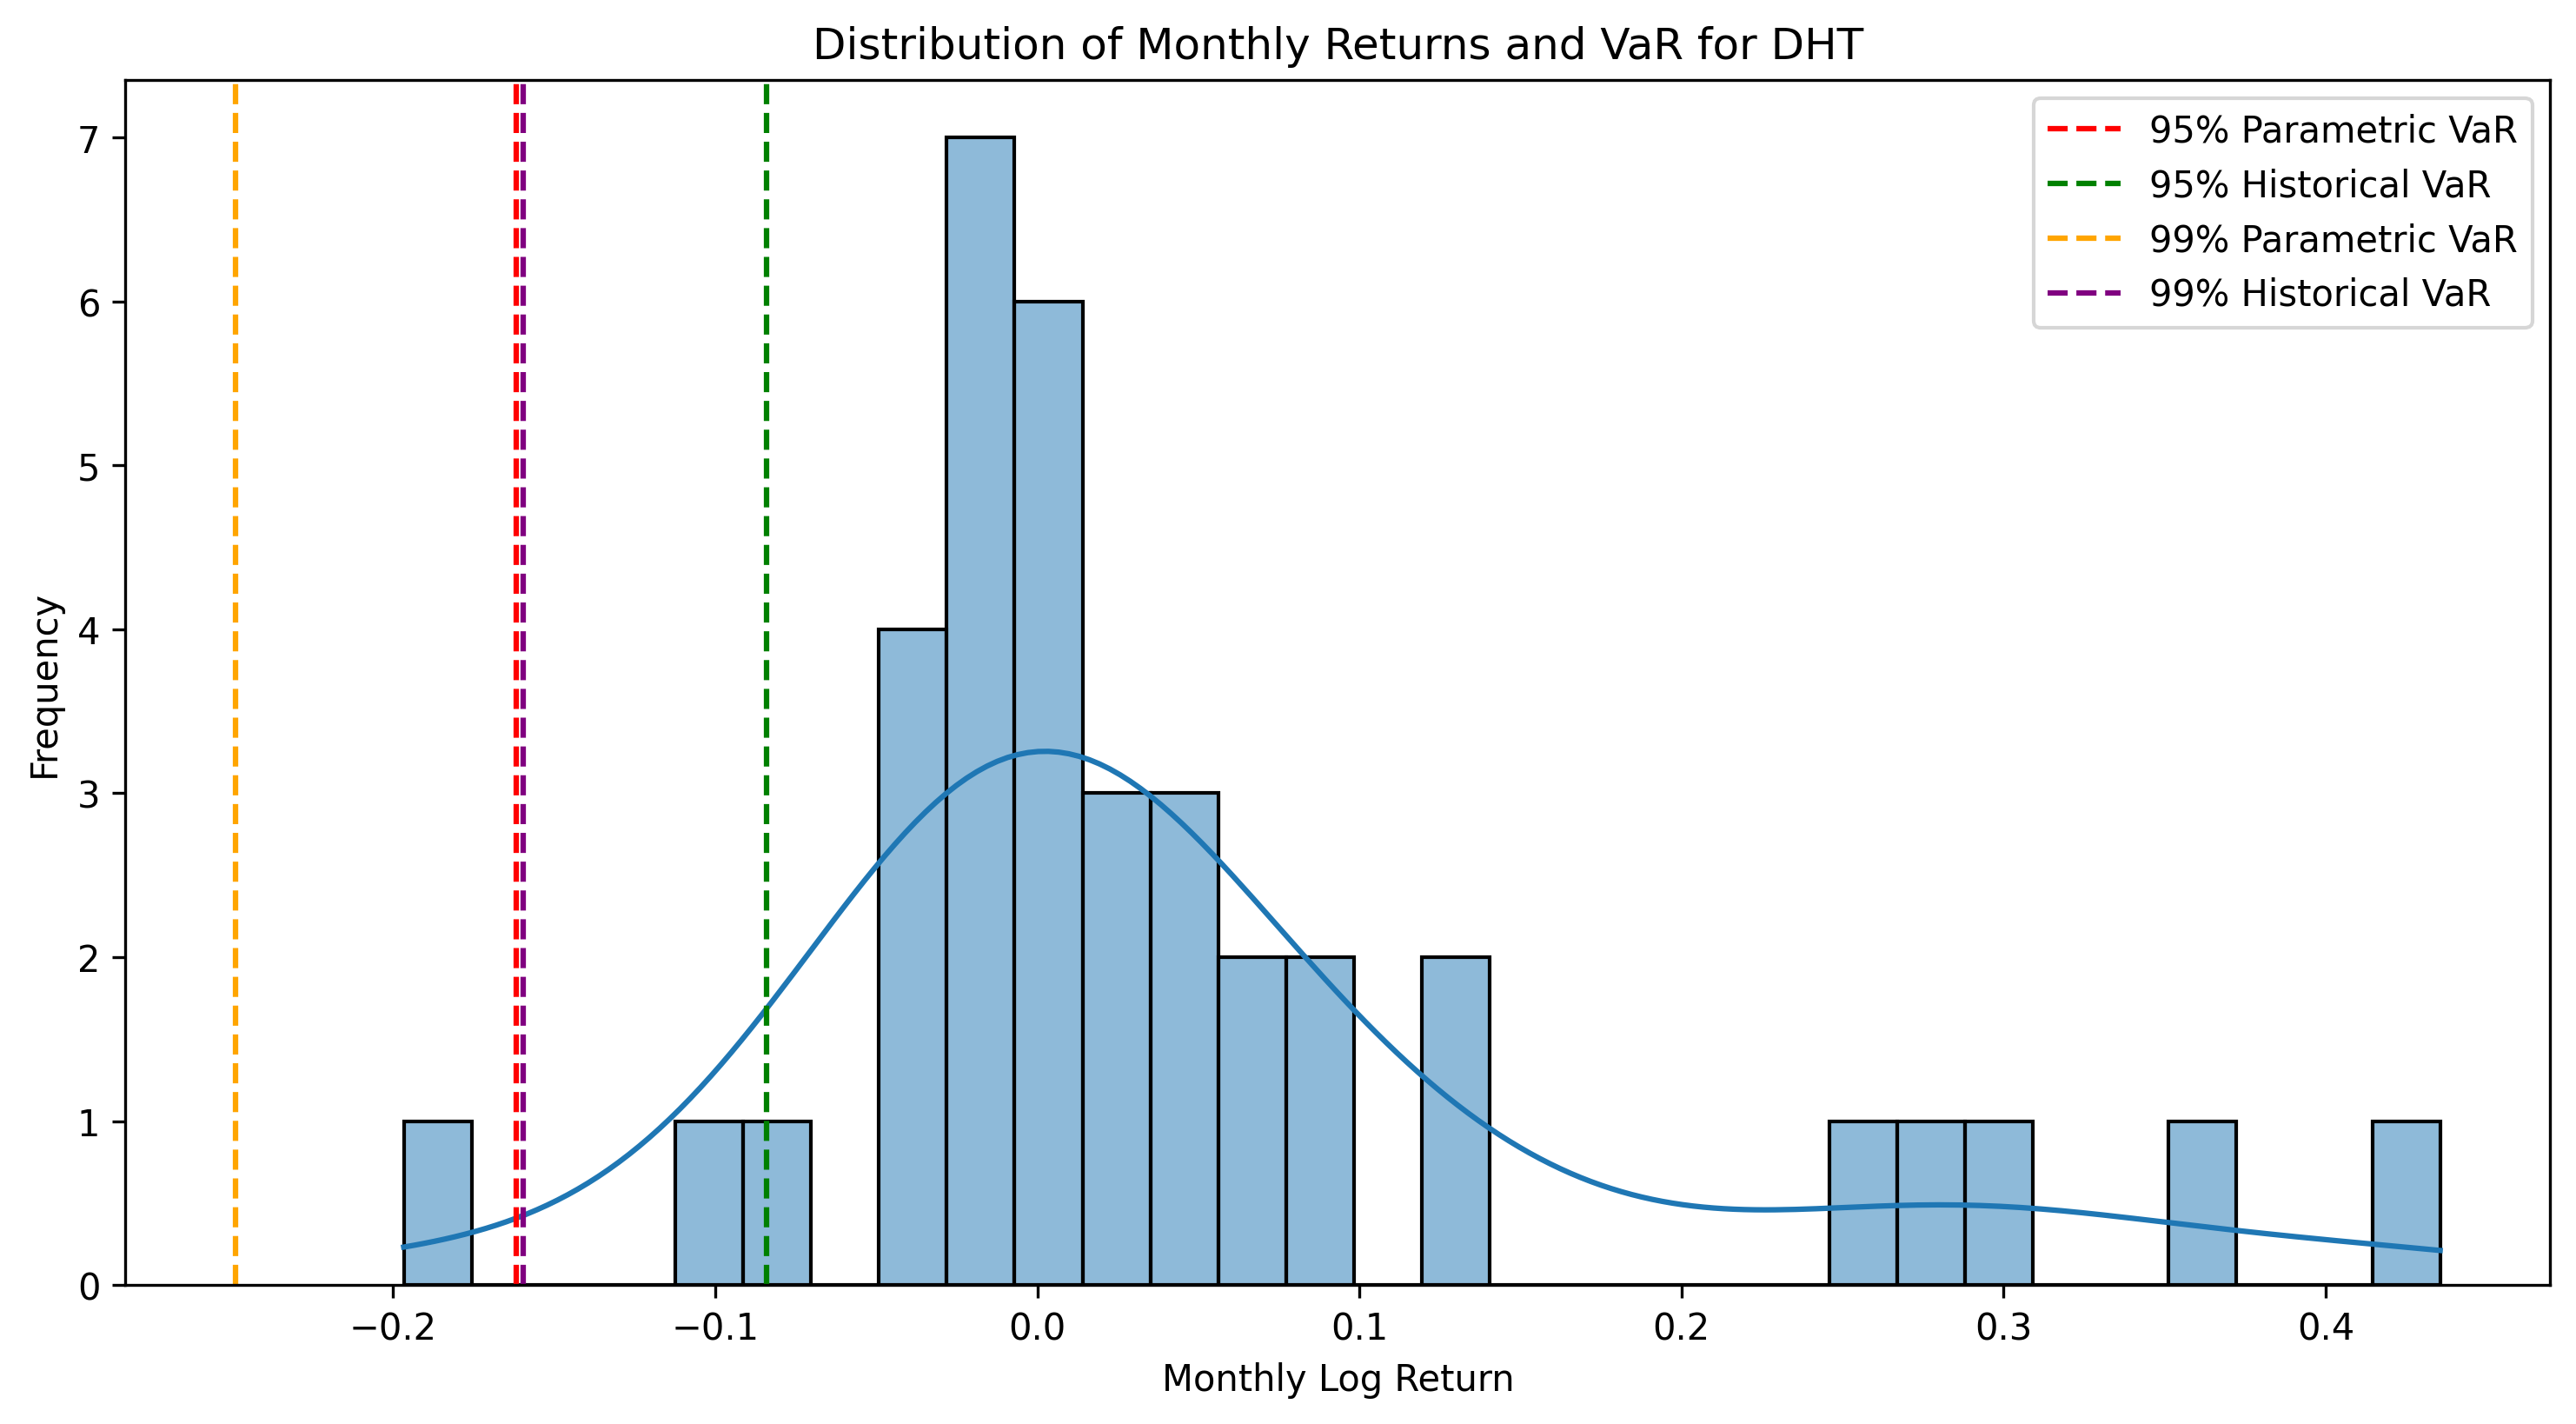 Distribution of Monthly Returns and VaR for DHT
95% Parametric VaR
95% Historical VaR
99% Parametric VaR
99% Historical VaR
7
6
5
4
3
2
1
0
Frequency
−0.2
−0.1
0.0
0.1
0.2
0.3
0.4
Monthly Log Return